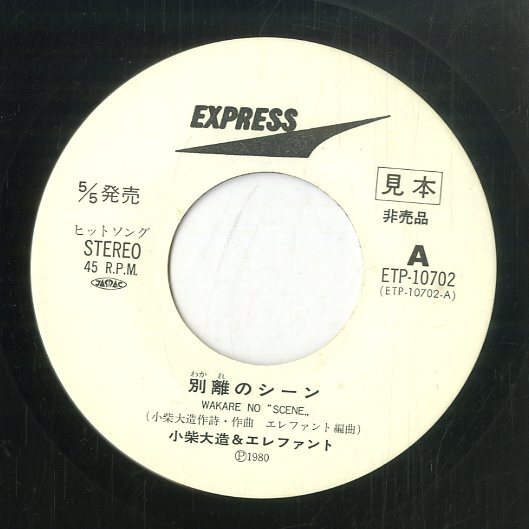 EXPRESS
5/5発売
見本
非売品
ヒットソング
STEREO
45 R.P.M.
JASRAC
A
ETP-10702
(ETP-10702-A)
わかれ
別離のシーン
WAKARE NO “SCENE„
(小柴大造作詩・作曲 エレファント編曲)
小柴大造&エレファント
Ⓟ1980